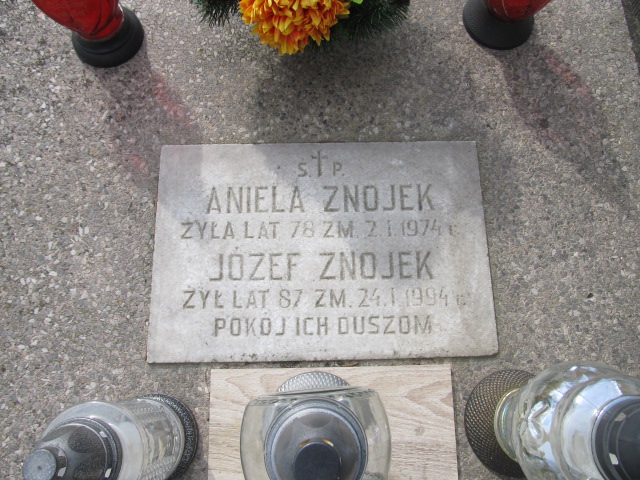 Ś.†P.
ANIELA ZNOJEK
ŻYŁA LAT 78 ZM. 2.I.1974 r.
JÓZEF ZNOJEK
ŻYŁ LAT 87 ZM. 24.I.1994 r.
POKÓJ ICH DUSZOM